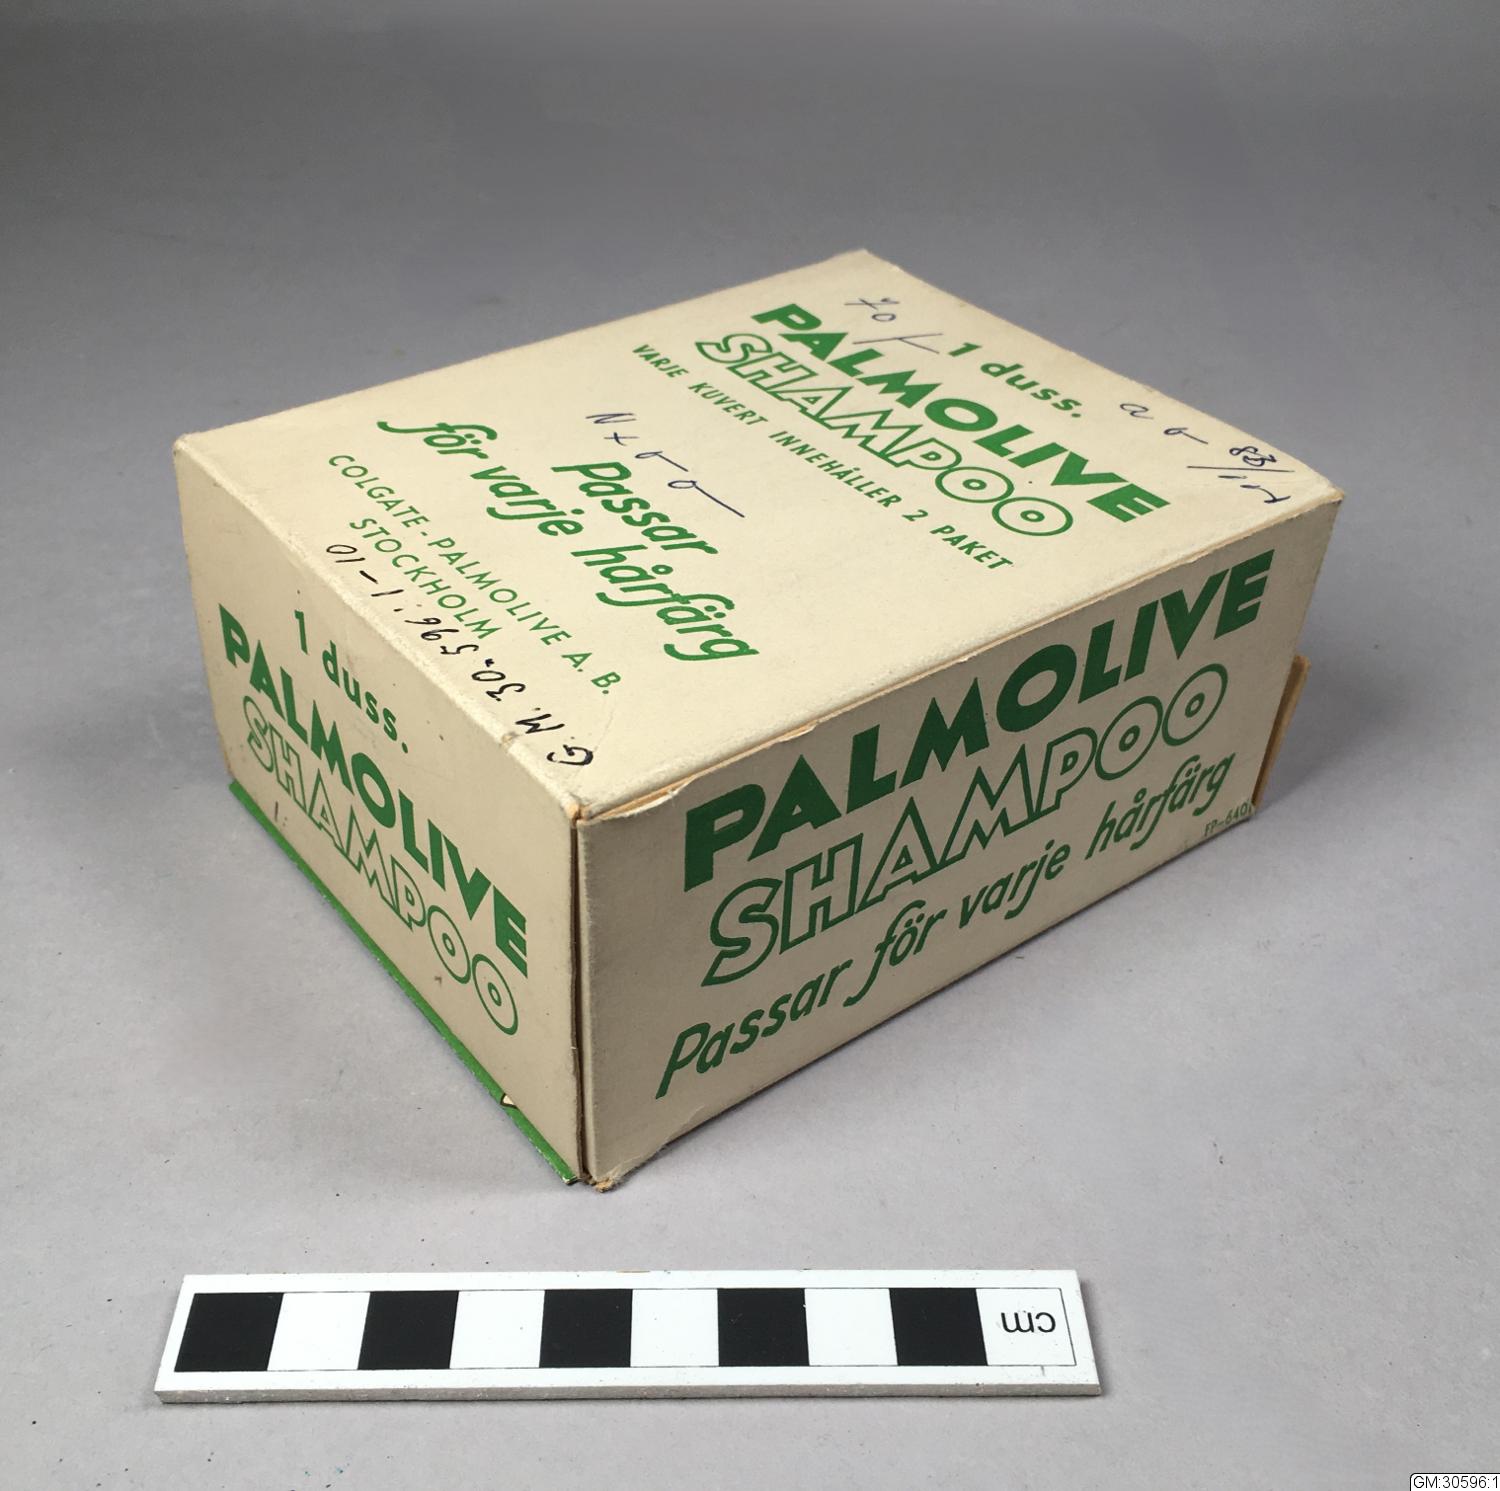 1 duss.
PALMOLIVE
SHAMPOO
VARJE KUVERT INNEHÅLLER 2 PAKET
Passar
för varje hårfärg
COLGATE-PALMOLIVE A.B.
STOCKHOLM
G.M. 30.596:1-10
1 duss.
PALMOLIVE
SHAMPOO
PALMOLIVE
SHAMPOO
Passar för varje hårfärg
cm
GM:30596:1